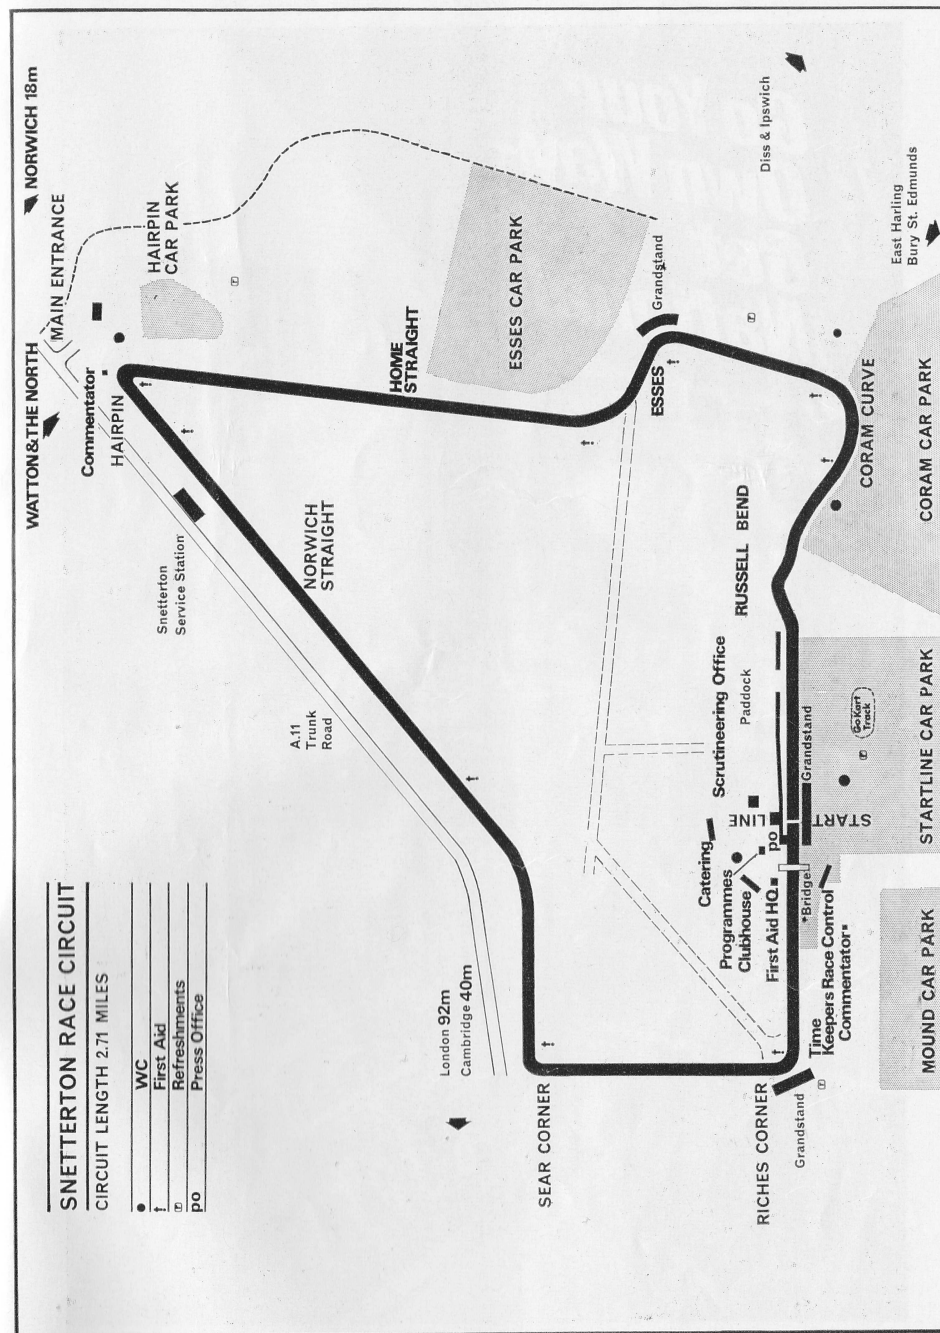 SNETTERTON RACE CIRCUIT
CIRCUIT LENGTH 2.71 MILES
WC
First Aid
Refreshments
po Press Office
WATTON & THE NORTH
NORWICH 18m
MAIN ENTRANCE
Commentator
HAIRPIN
HAIRPIN
CAR PARK
Snetterton
Service Station
A.11
Trunk
Road
NORWICH
STRAIGHT
HOME
STRAIGHT
London 92m
Cambridge 40m
ESSES CAR PARK
SEAR CORNER
ESSES
Grandstand
Diss & Ipswich
RICHES CORNER
Grandstand
Catering
Programmes
Clubhouse
First Aid HQ.
po
LINE
START
Scrutineering Office
Paddock
RUSSELL BEND
Bridge
Time
Keepers Race Control
Commentator
Grandstand
Go Kart
Track
CORAM CURVE
East Harling
Bury St. Edmunds
MOUND CAR PARK
STARTLINE CAR PARK
CORAM CAR PARK